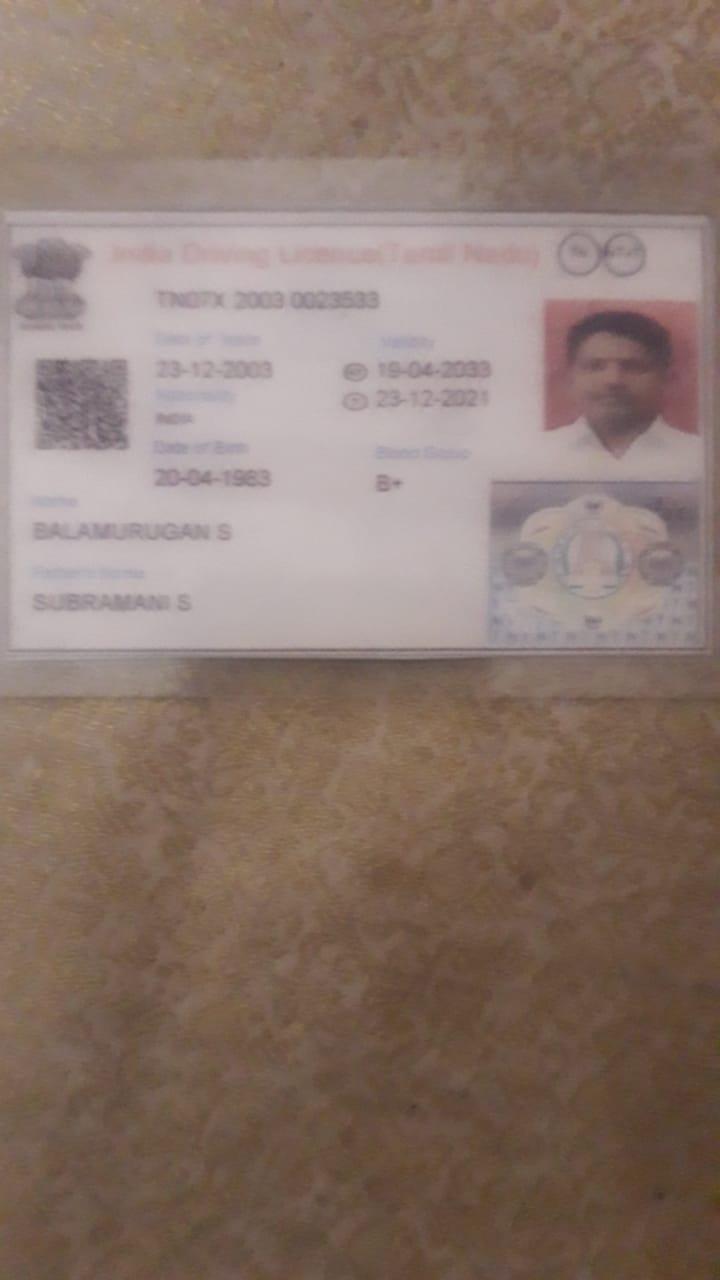 India Driving Licence(Tamil Nadu)
TN07X 2003 0023533
Date of Issue
Validity
23-12-2003
19-04-2033
Nationality
23-12-2021
INDIA
Date of Birth
Blood Group
20-04-1983
B+
Name
BALAMURUGAN S
Father's Name
SUBRAMANI S